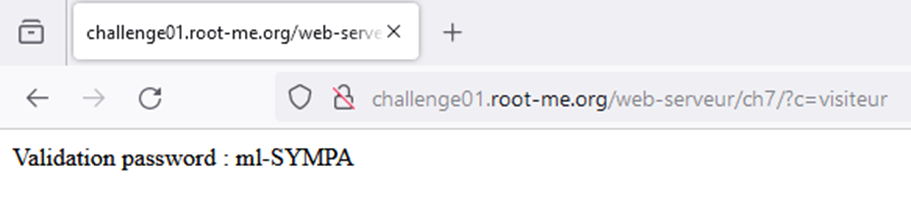 challenge01.root-me.org/web-serve
challenge01.root-me.org/web-serveur/ch7/?c=visiteur
Validation password : ml-SYMPA